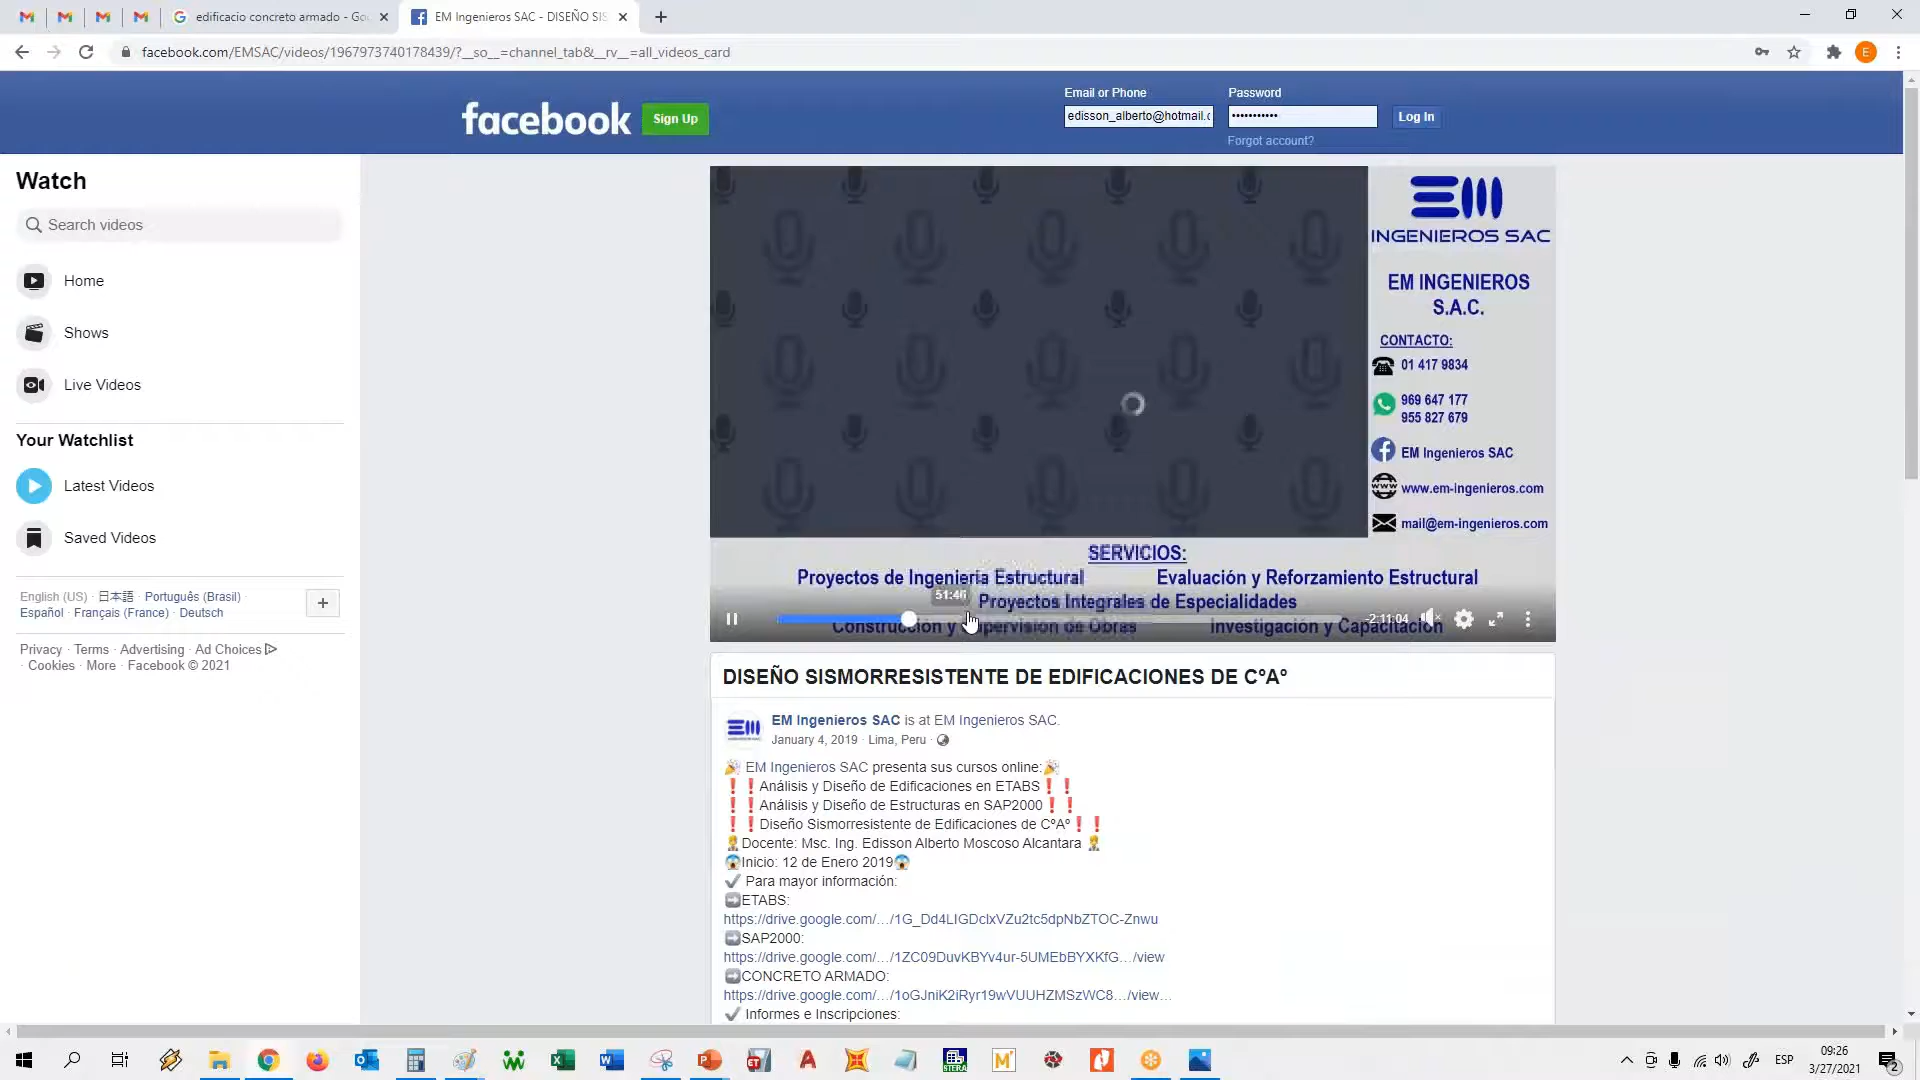 edificacio concreto armado - Go
EM Ingenieros SAC - DISEÑO SIS
facebook.com/EMSAC/videos/1967973740178439/?__so__=channel_tab&__rv__=all_videos_card
E
facebook
Sign Up
Email or Phone
Password
edisson_alberto@hotmail.c
Log In
Forgot account?
Watch
Search videos
Home
Shows
Live Videos
Your Watchlist
Latest Videos
Saved Videos
English (US) · 日本語 · Português (Brasil) ·
Español · Français (France) · Deutsch
Privacy · Terms · Advertising · Ad Choices
· Cookies · More · Facebook © 2021
EM
INGENIEROS SAC
EM INGENIEROS
S.A.C.
CONTACTO:
01 417 9834
969 647 177
955 827 679
EM Ingenieros SAC
www.em-ingenieros.com
mail@em-ingenieros.com
SERVICIOS:
Proyectos de Ingeniería Estructural
Evaluación y Reforzamiento Estructural
51:46
Proyectos Integrales de Especialidades
-2:11:04
Construcción y Supervisión de Obras
Investigación y Capacitación
DISEÑO SISMORRESISTENTE DE EDIFICACIONES DE C°A°
EM Ingenieros SAC is at EM Ingenieros SAC.
January 4, 2019 · Lima, Peru ·
🎉 EM Ingenieros SAC presenta sus cursos online:🎉
❗❗Análisis y Diseño de Edificaciones en ETABS❗❗
❗❗Análisis y Diseño de Estructuras en SAP2000❗❗
❗❗Diseño Sismorresistente de Edificaciones de C°A°❗❗
Docente: Msc. Ing. Edisson Alberto Moscoso Alcantara
😱Inicio: 12 de Enero 2019😱
✔ Para mayor información:
➡ETABS:
https://drive.google.com/…/1G_Dd4LIGDclxVZu2tc5dpNbZTOC-Znwu
➡SAP2000:
https://drive.google.com/…/1ZC09DuvKBYv4ur-5UMEbBYXKfG…/view
➡CONCRETO ARMADO:
https://drive.google.com/…/1oGJniK2iRyr19wVUUHZMSzWC8…/view…
✔ Informes e Inscripciones:
ESP
09:26
3/27/2021
2